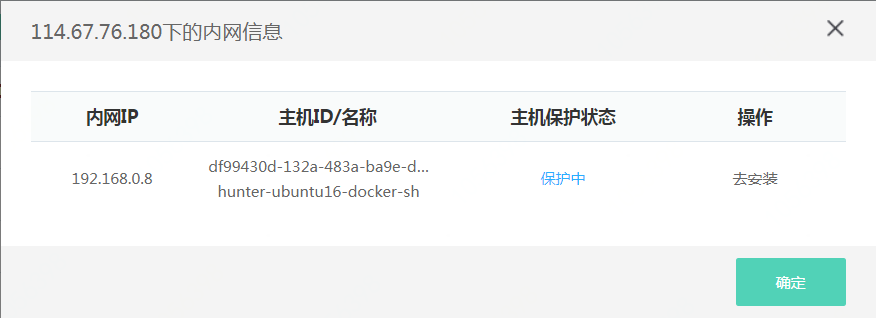 114.67.76.180下的内网信息
内网IP 主机ID/名称 主机保护状态 操作
192.168.0.8 df99430d-132a-483a-ba9e-d... 保护中 去安装
hunter-ubuntu16-docker-sh
确定